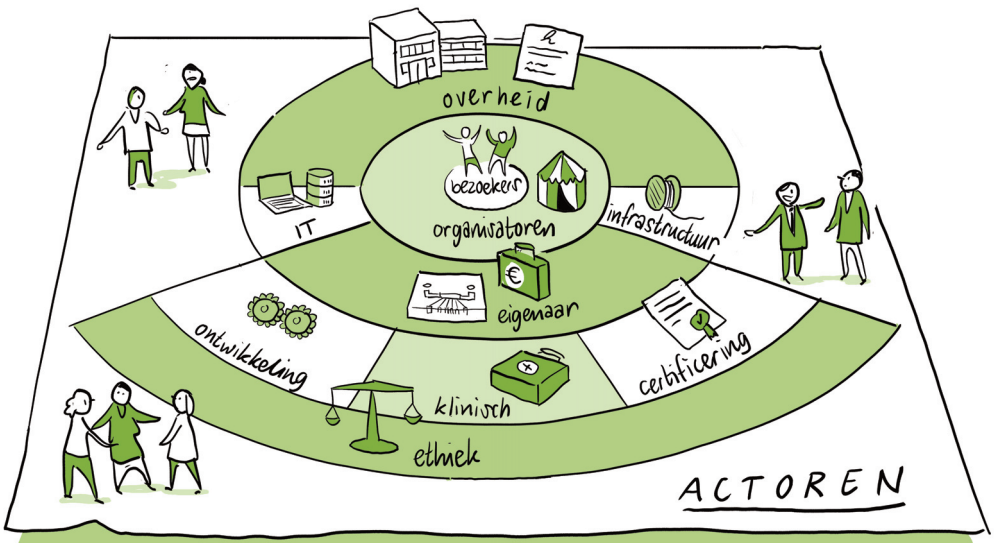 overheid
bezoekers
IT
organisatoren
infrastructuur
€
eigenaar
ontwikkeling
certificering
klinisch
ethiek
ACTOREN